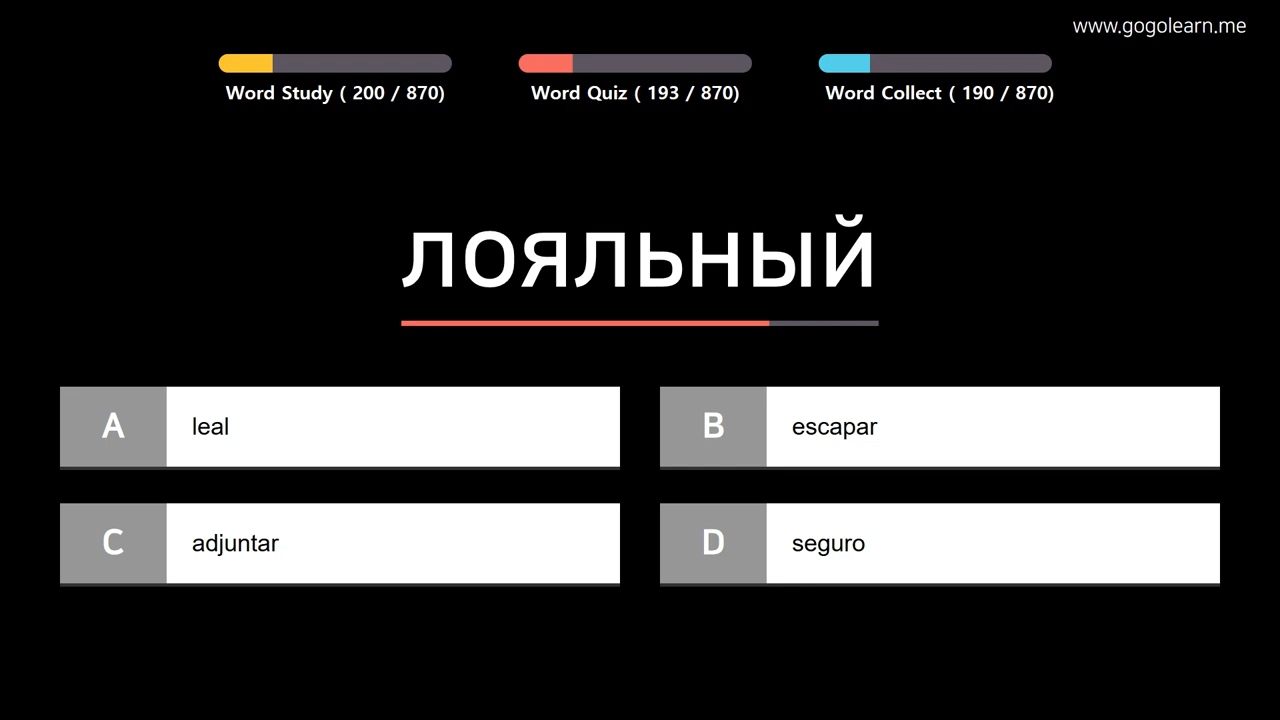 www.gogolearn.me
Word Study ( 200 / 870)
Word Quiz ( 193 / 870)
Word Collect ( 190 / 870)
лояльный
A leal
B escapar
C adjuntar
D seguro